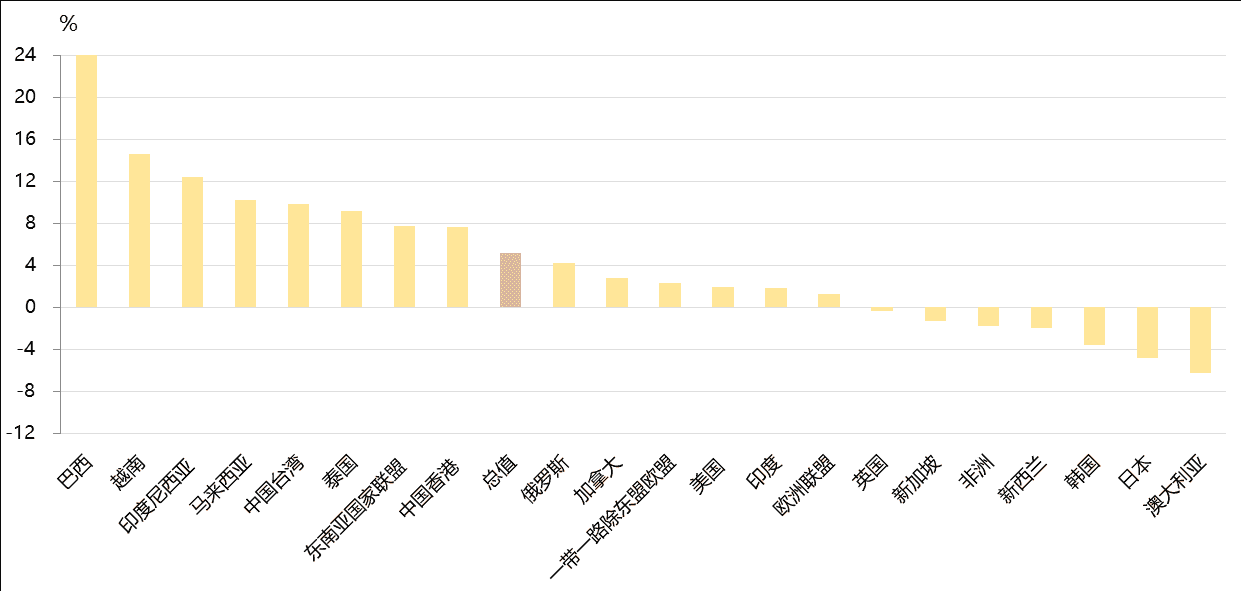 %
24
20
16
12
8
4
0
-4
-8
-12
巴西
越南
印度尼西亚
马来西亚
中国台湾
泰国
东南亚国家联盟
中国香港
总值
俄罗斯
加拿大
一带一路除东盟欧盟
美国
印度
欧洲联盟
英国
新加坡
非洲
新西兰
韩国
日本
澳大利亚